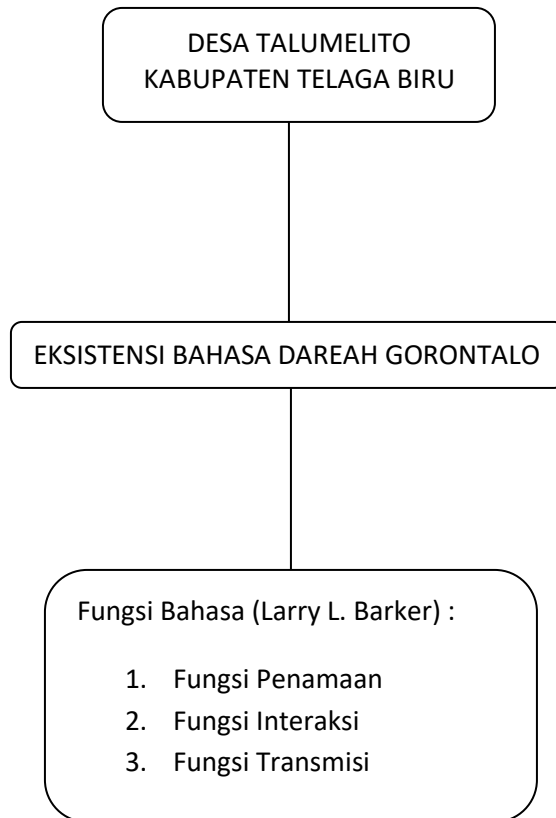 DESA TALUMELITO
KABUPATEN TELAGA BIRU
EKSISTENSI BAHASA DAREAH GORONTALO
Fungsi Bahasa (Larry L. Barker) :
1. Fungsi Penamaan
2. Fungsi Interaksi
3. Fungsi Transmisi